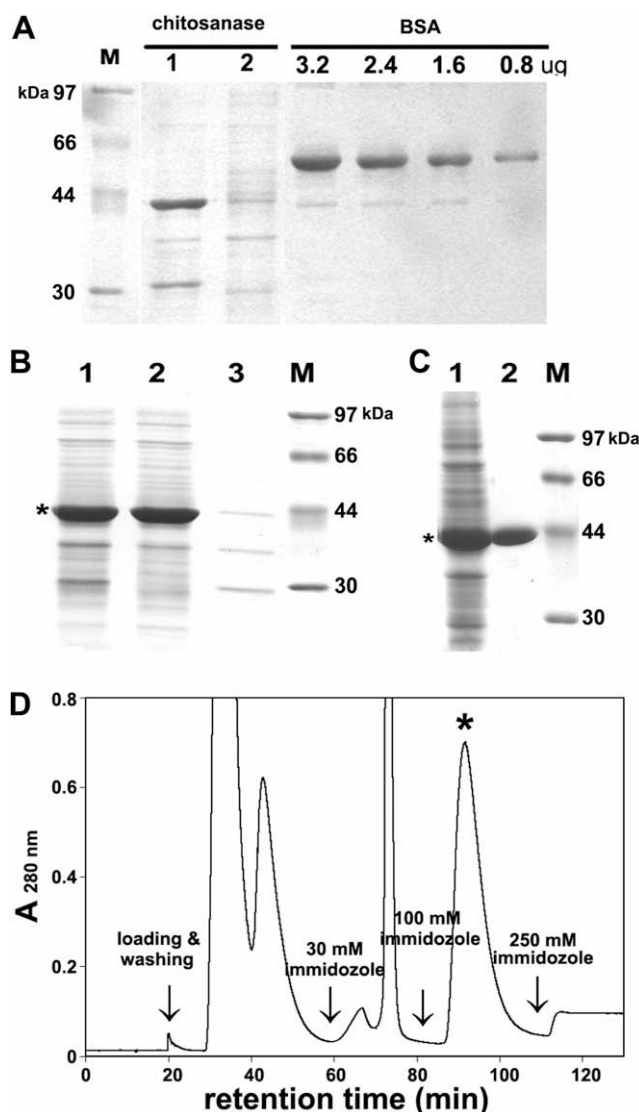 A
chitosanase
BSA
M
1
2
3.2
2.4
1.6
0.8
ug
kDa 97
66
44
30
B
1
2
3
M
97 kDa
66
*
44
30
C
1
2
M
97 kDa
66
*
44
30
D
0.8
*
0.6
0.4
0.2
0
A 280 nm
loading &
washing
30 mM
immidozole
100 mM
immidozole
250 mM
immidozole
0
20
40
60
80
100
120
retention time (min)